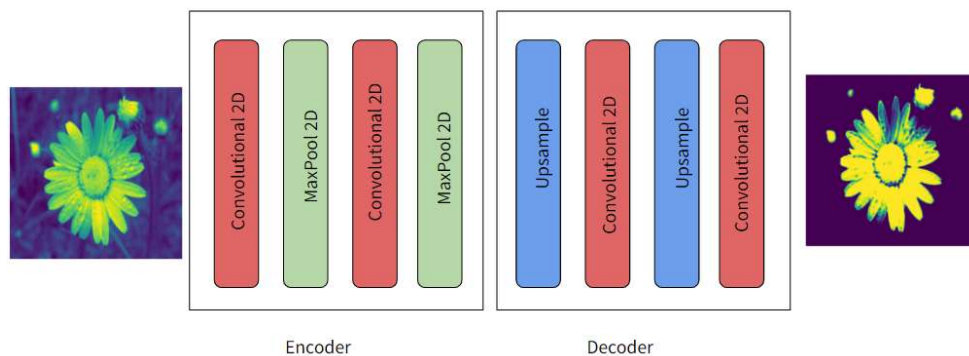 Convolutional 2D
MaxPool 2D
Convolutional 2D
MaxPool 2D
Upsample
Convolutional 2D
Upsample
Convolutional 2D
Encoder
Decoder